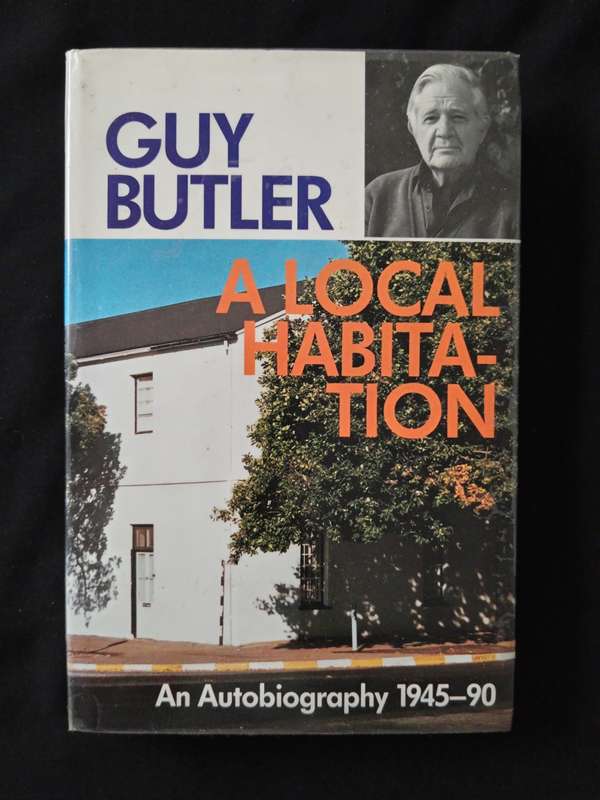 GUY
BUTLER
A LOCAL
HABITA-
TION
An Autobiography 1945–90